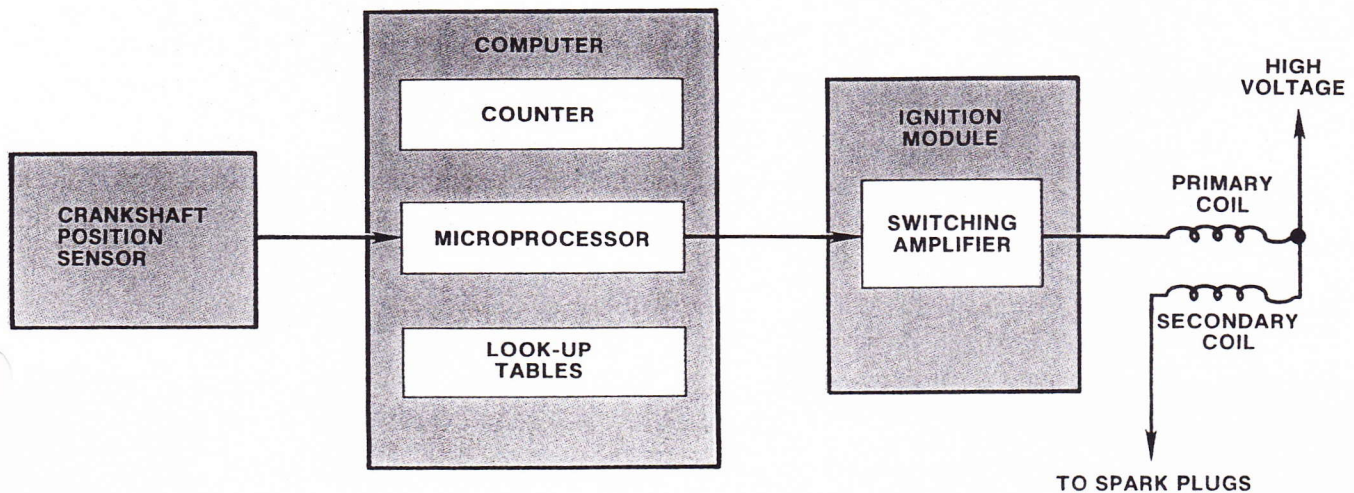 CRANKSHAFT
POSITION
SENSOR
COMPUTER
COUNTER
MICROPROCESSOR
LOOK-UP
TABLES
IGNITION
MODULE
SWITCHING
AMPLIFIER
HIGH
VOLTAGE
PRIMARY
COIL
SECONDARY
COIL
TO SPARK PLUGS